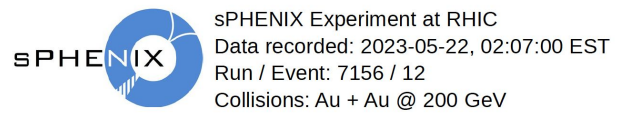 sPHENIX
sPHENIX Experiment at RHIC
Data recorded: 2023-05-22, 02:07:00 EST
Run / Event: 7156 / 12
Collisions: Au + Au @ 200 GeV